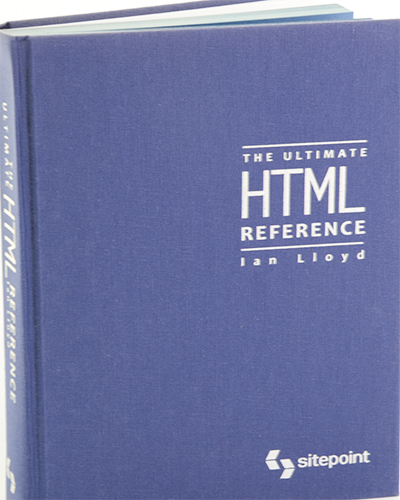 THE ULTIMATE
HTML
REFERENCE
Ian Lloyd
sitepoint
THE ULTIMATE HTML REFERENCE